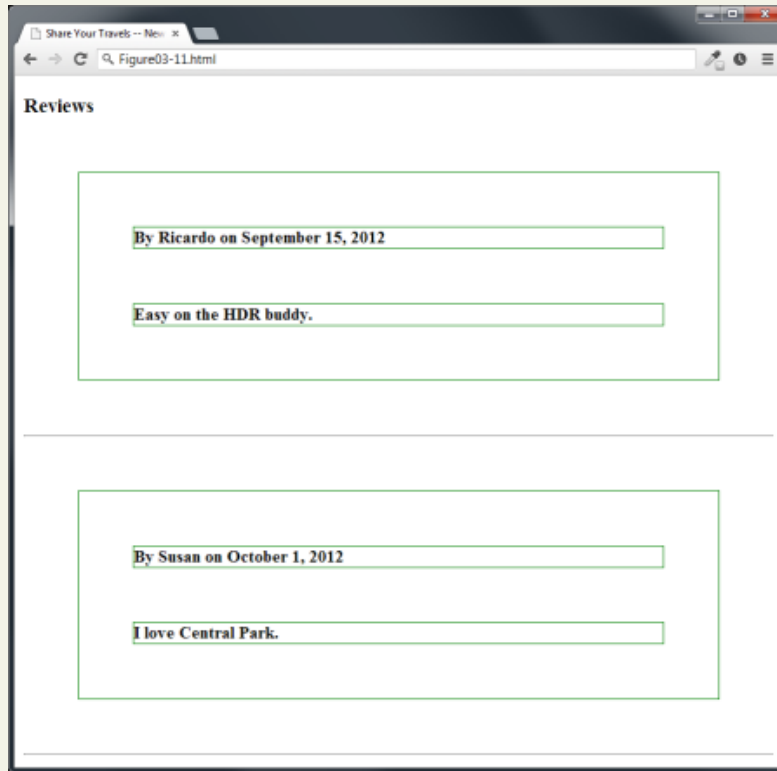 Share Your Travels -- New
Figure03-11.html
Reviews
By Ricardo on September 15, 2012
Easy on the HDR buddy.
By Susan on October 1, 2012
I love Central Park.